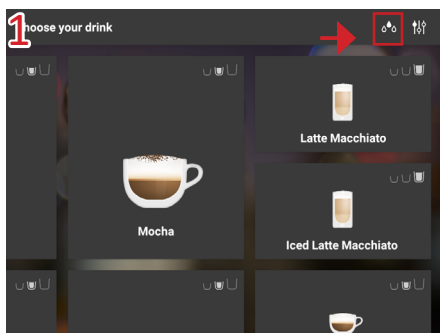 1
hoose your drink
Latte Macchiato
Mocha
Iced Latte Macchiato